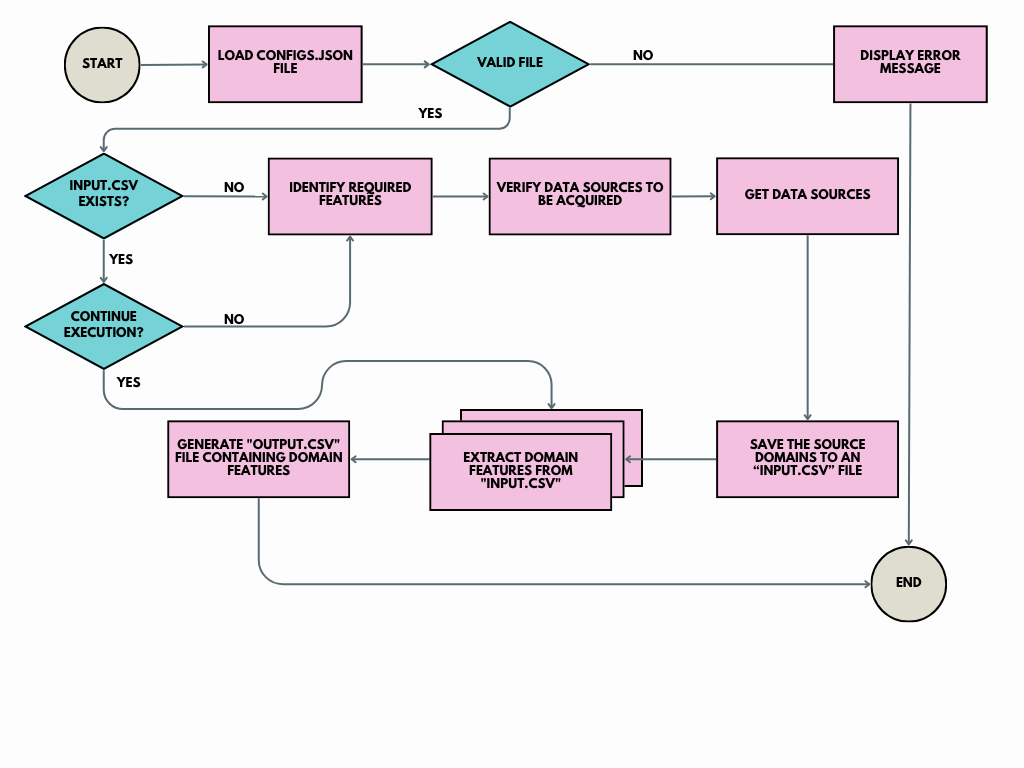 START
LOAD CONFIGS.JSON
FILE
VALID FILE
NO
DISPLAY ERROR
MESSAGE
YES
INPUT.CSV
EXISTS?
NO
IDENTIFY REQUIRED
FEATURES
VERIFY DATA SOURCES TO
BE ACQUIRED
GET DATA SOURCES
YES
CONTINUE
EXECUTION?
NO
YES
GENERATE "OUTPUT.CSV"
FILE CONTAINING DOMAIN
FEATURES
EXTRACT DOMAIN
FEATURES FROM
"INPUT.CSV"
SAVE THE SOURCE
DOMAINS TO AN
“INPUT.CSV” FILE
END